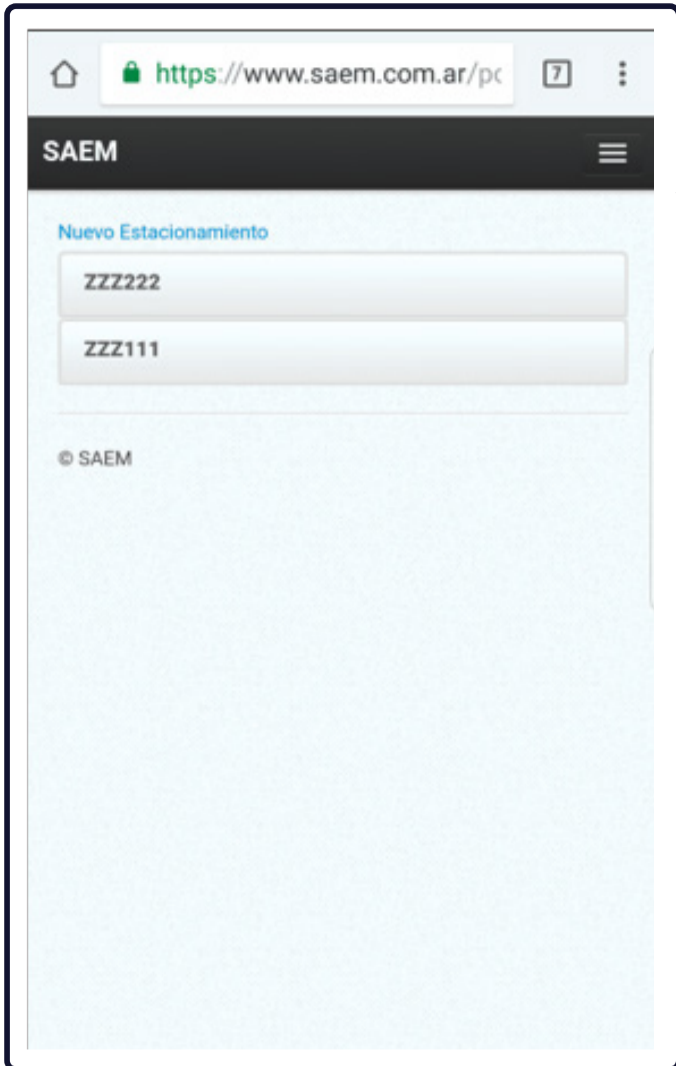 https://www.saem.com.ar/pc
7
SAEM
Nuevo Estacionamiento
ZZZ222
ZZZ111
© SAEM